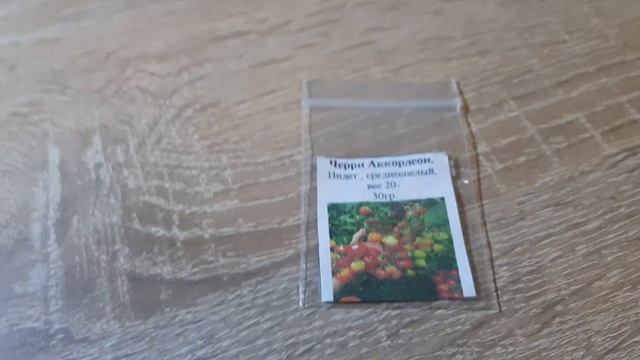 Черри Аккордеон.
Индет., среднеспелый,
вес 20-
30гр.